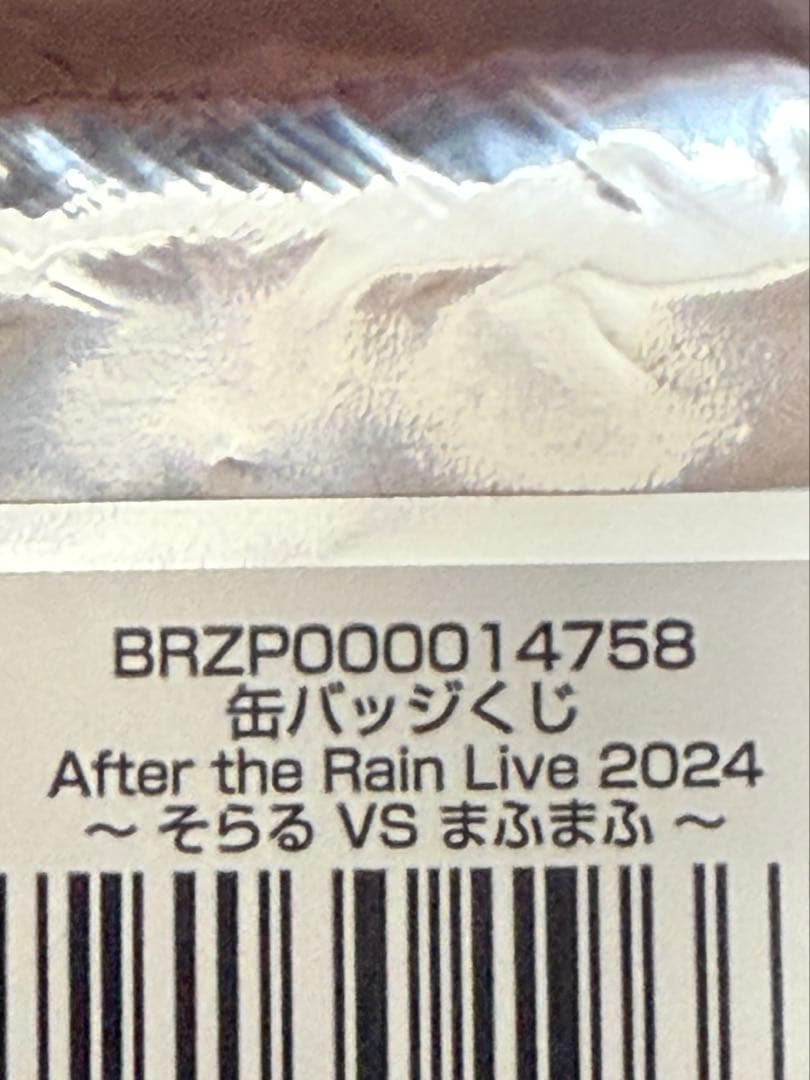 BRZP000014758
缶バッジくじ
After the Rain Live 2024
～ そらる VS まふまふ ～